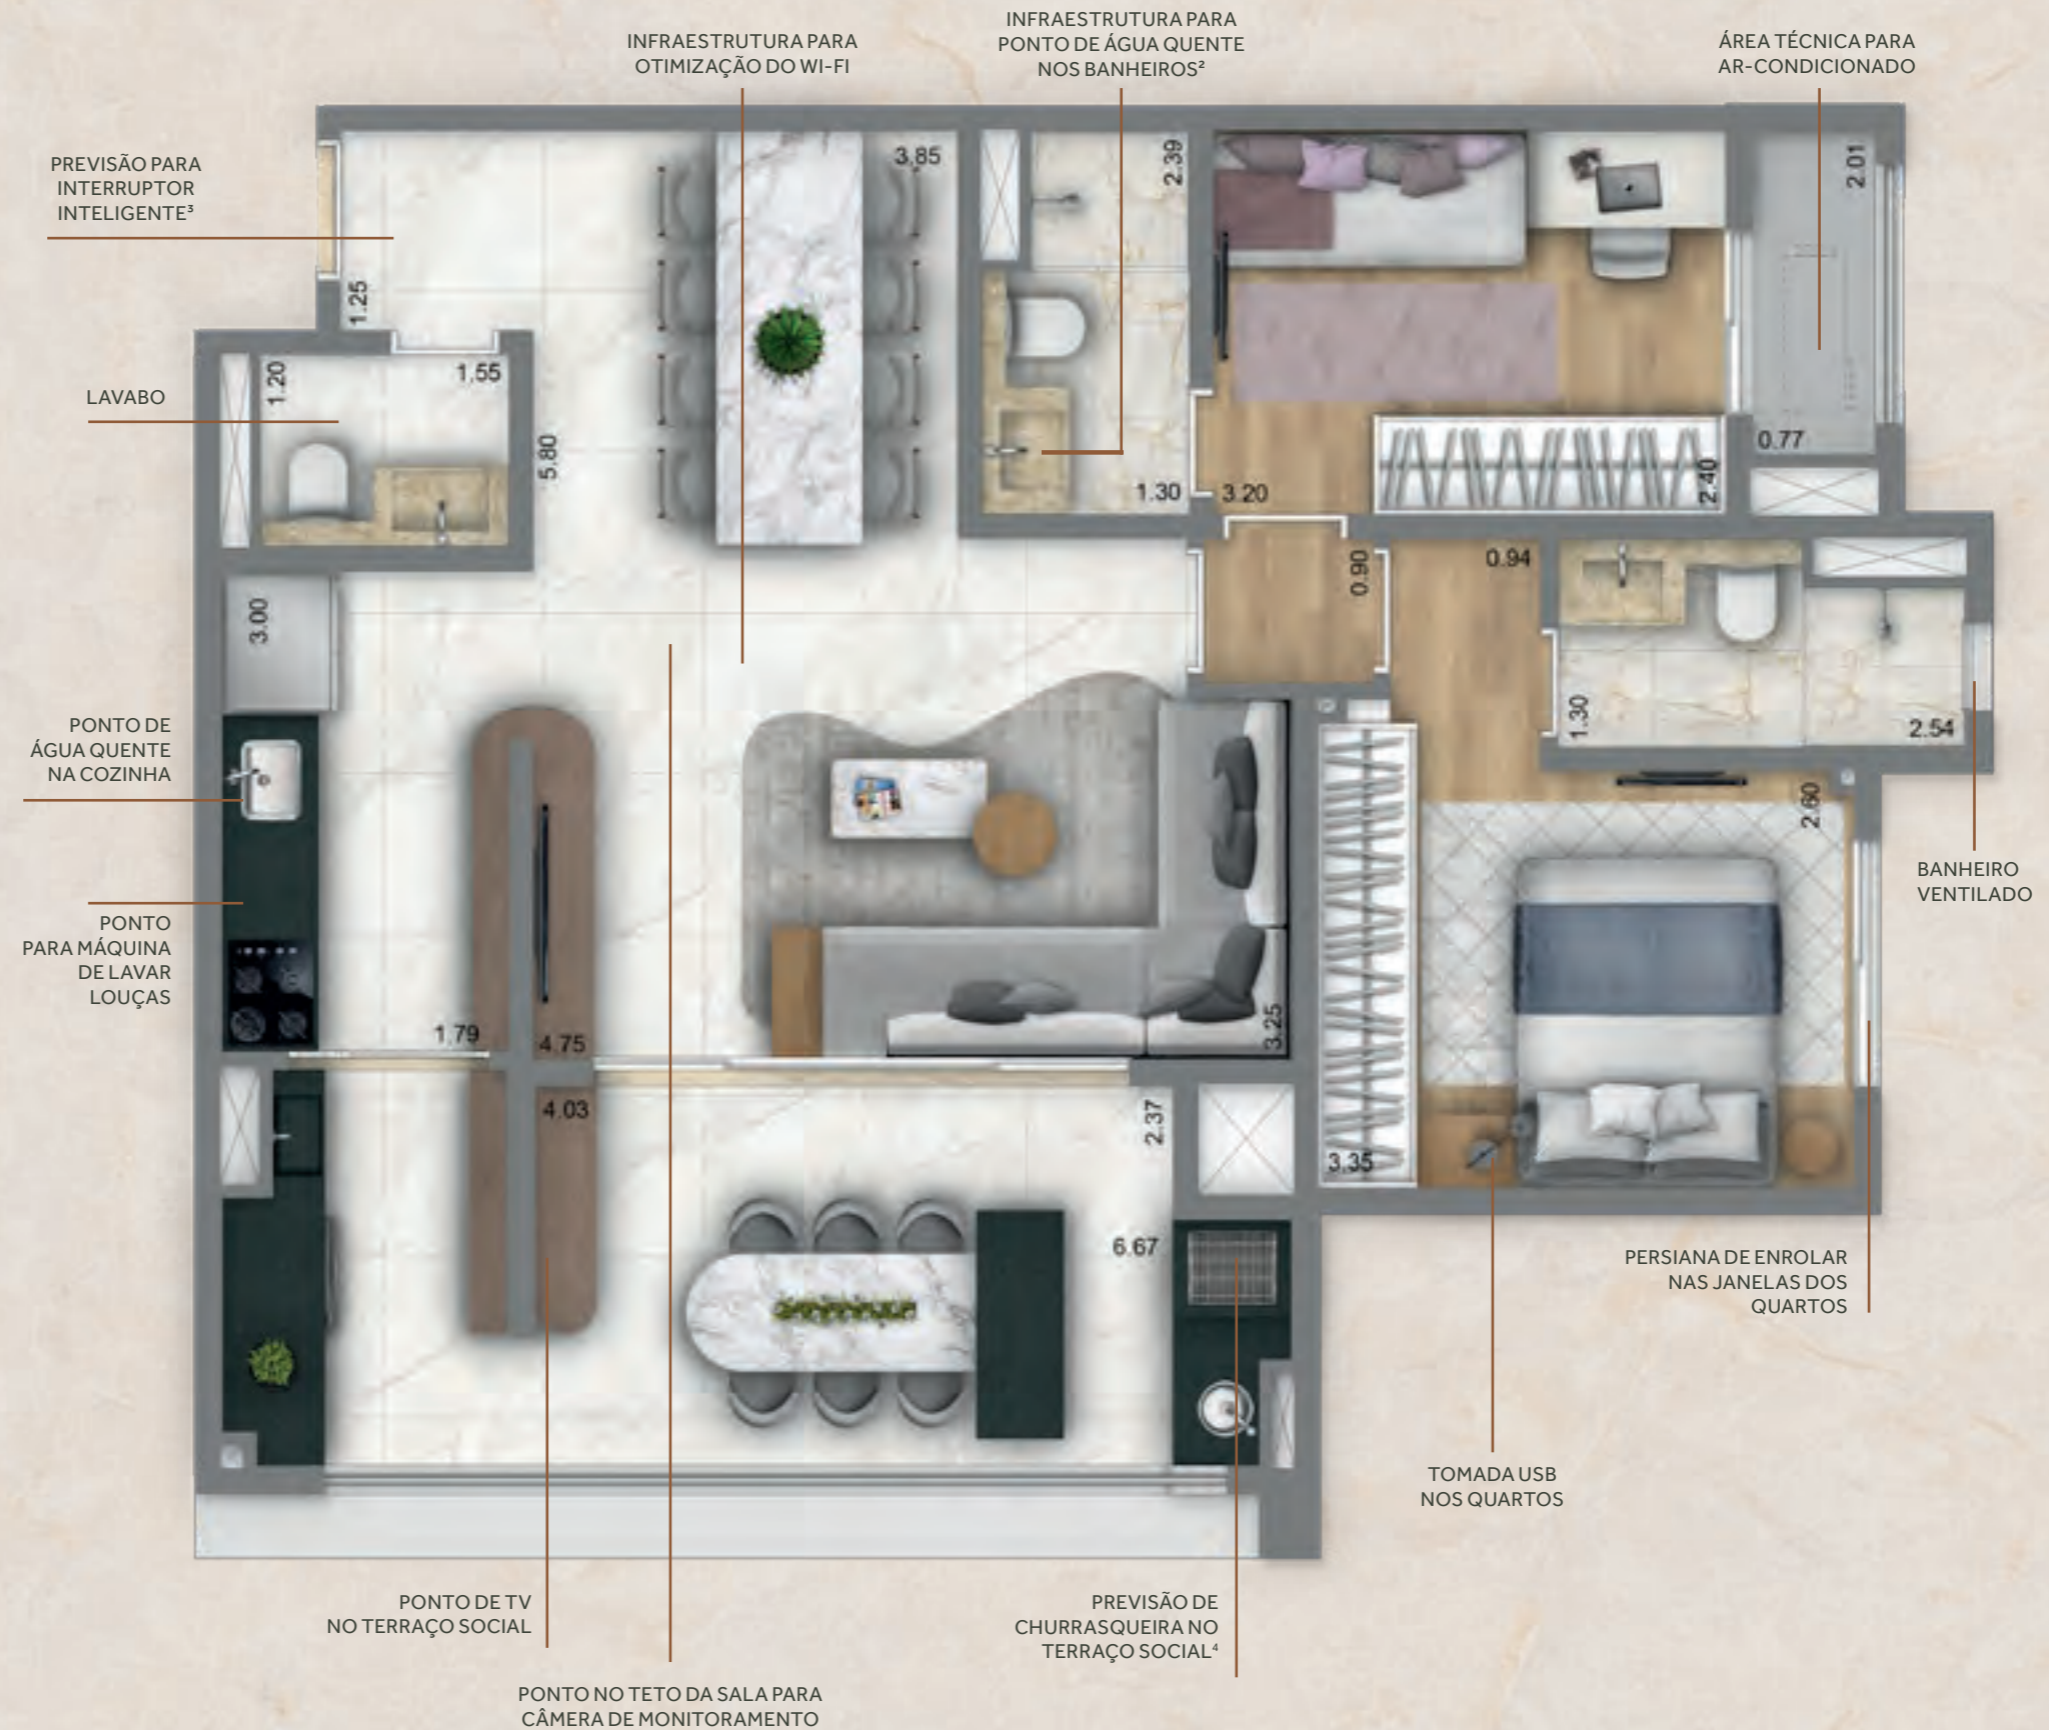 INFRAESTRUTURA PARA
OTIMIZAÇÃO DO WI-FI
INFRAESTRUTURA PARA
PONTO DE ÁGUA QUENTE
NOS BANHEIROS²
ÁREA TÉCNICA PARA
AR-CONDICIONADO
PREVISÃO PARA
INTERRUPTOR
INTELIGENTE³
3,85
2.39
2.01
1.25
LAVABO
1.20
1,55
5.80
1.30
3.20
2.40
0.77
3.00
0.90
0.94
1.30
2.54
PONTO DE
ÁGUA QUENTE
NA COZINHA
2.60
BANHEIRO
VENTILADO
PONTO
PARA MÁQUINA
DE LAVAR
LOUÇAS
1.79
4.75
3.25
4.03
2.37
3.35
6.67
PERSIANA DE ENROLAR
NAS JANELAS DOS
QUARTOS
TOMADA USB
NOS QUARTOS
PONTO DE TV
NO TERRAÇO SOCIAL
PREVISÃO DE
CHURRASQUEIRA NO
TERRAÇO SOCIAL⁴
PONTO NO TETO DA SALA PARA
CÂMERA DE MONITORAMENTO